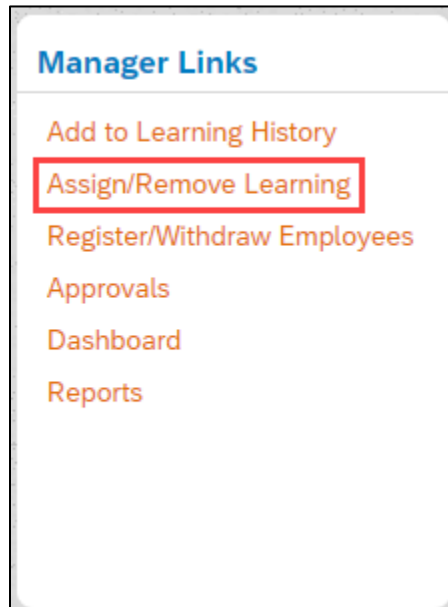 Manager Links
Add to Learning History
Assign/Remove Learning
Register/Withdraw Employees
Approvals
Dashboard
Reports